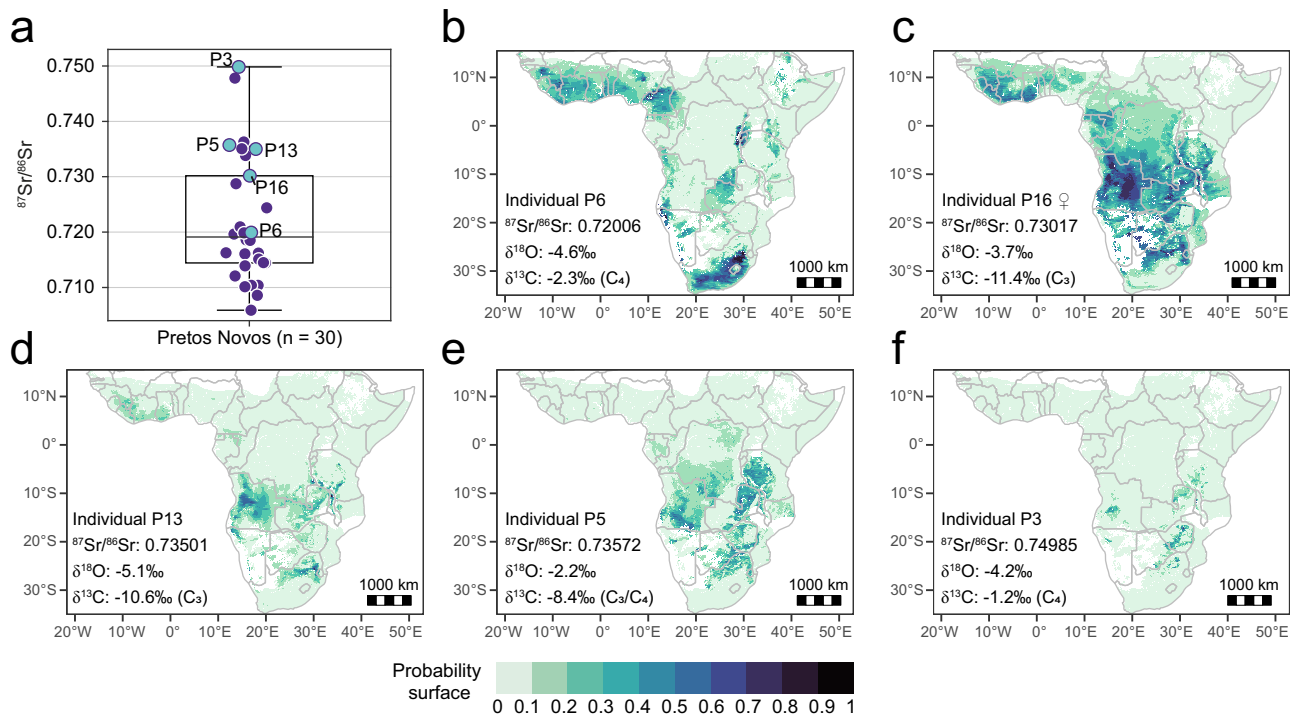 a
0.750
0.740
0.730
0.720
0.710
⁸⁷Sr/⁸⁶Sr
P3
P5
P13
P16
P6
Pretos Novos (n = 30)
b
10°N
0°
10°S
20°S
30°S
Individual P6
⁸⁷Sr/⁸⁶Sr: 0.72006
δ¹⁸O: -4.6‰
δ¹³C: -2.3‰ (C₄)
1000 km
20°W 10°W 0° 10°E 20°E 30°E 40°E 50°E
c
10°N
0°
10°S
20°S
30°S
Individual P16 ♀
⁸⁷Sr/⁸⁶Sr: 0.73017
δ¹⁸O: -3.7‰
δ¹³C: -11.4‰ (C₃)
1000 km
20°W 10°W 0° 10°E 20°E 30°E 40°E 50°E
d
10°N
0°
10°S
20°S
30°S
Individual P13
⁸⁷Sr/⁸⁶Sr: 0.73501
δ¹⁸O: -5.1‰
δ¹³C: -10.6‰ (C₃)
1000 km
20°W 10°W 0° 10°E 20°E 30°E 40°E 50°E
e
10°N
0°
10°S
20°S
30°S
Individual P5
⁸⁷Sr/⁸⁶Sr: 0.73572
δ¹⁸O: -2.2‰
δ¹³C: -8.4‰ (C₃/C₄)
1000 km
20°W 10°W 0° 10°E 20°E 30°E 40°E 50°E
f
10°N
0°
10°S
20°S
30°S
Individual P3
⁸⁷Sr/⁸⁶Sr: 0.74985
δ¹⁸O: -4.2‰
δ¹³C: -1.2‰ (C₄)
1000 km
20°W 10°W 0° 10°E 20°E 30°E 40°E 50°E
Probability
surface
0 0.1 0.2 0.3 0.4 0.5 0.6 0.7 0.8 0.9 1